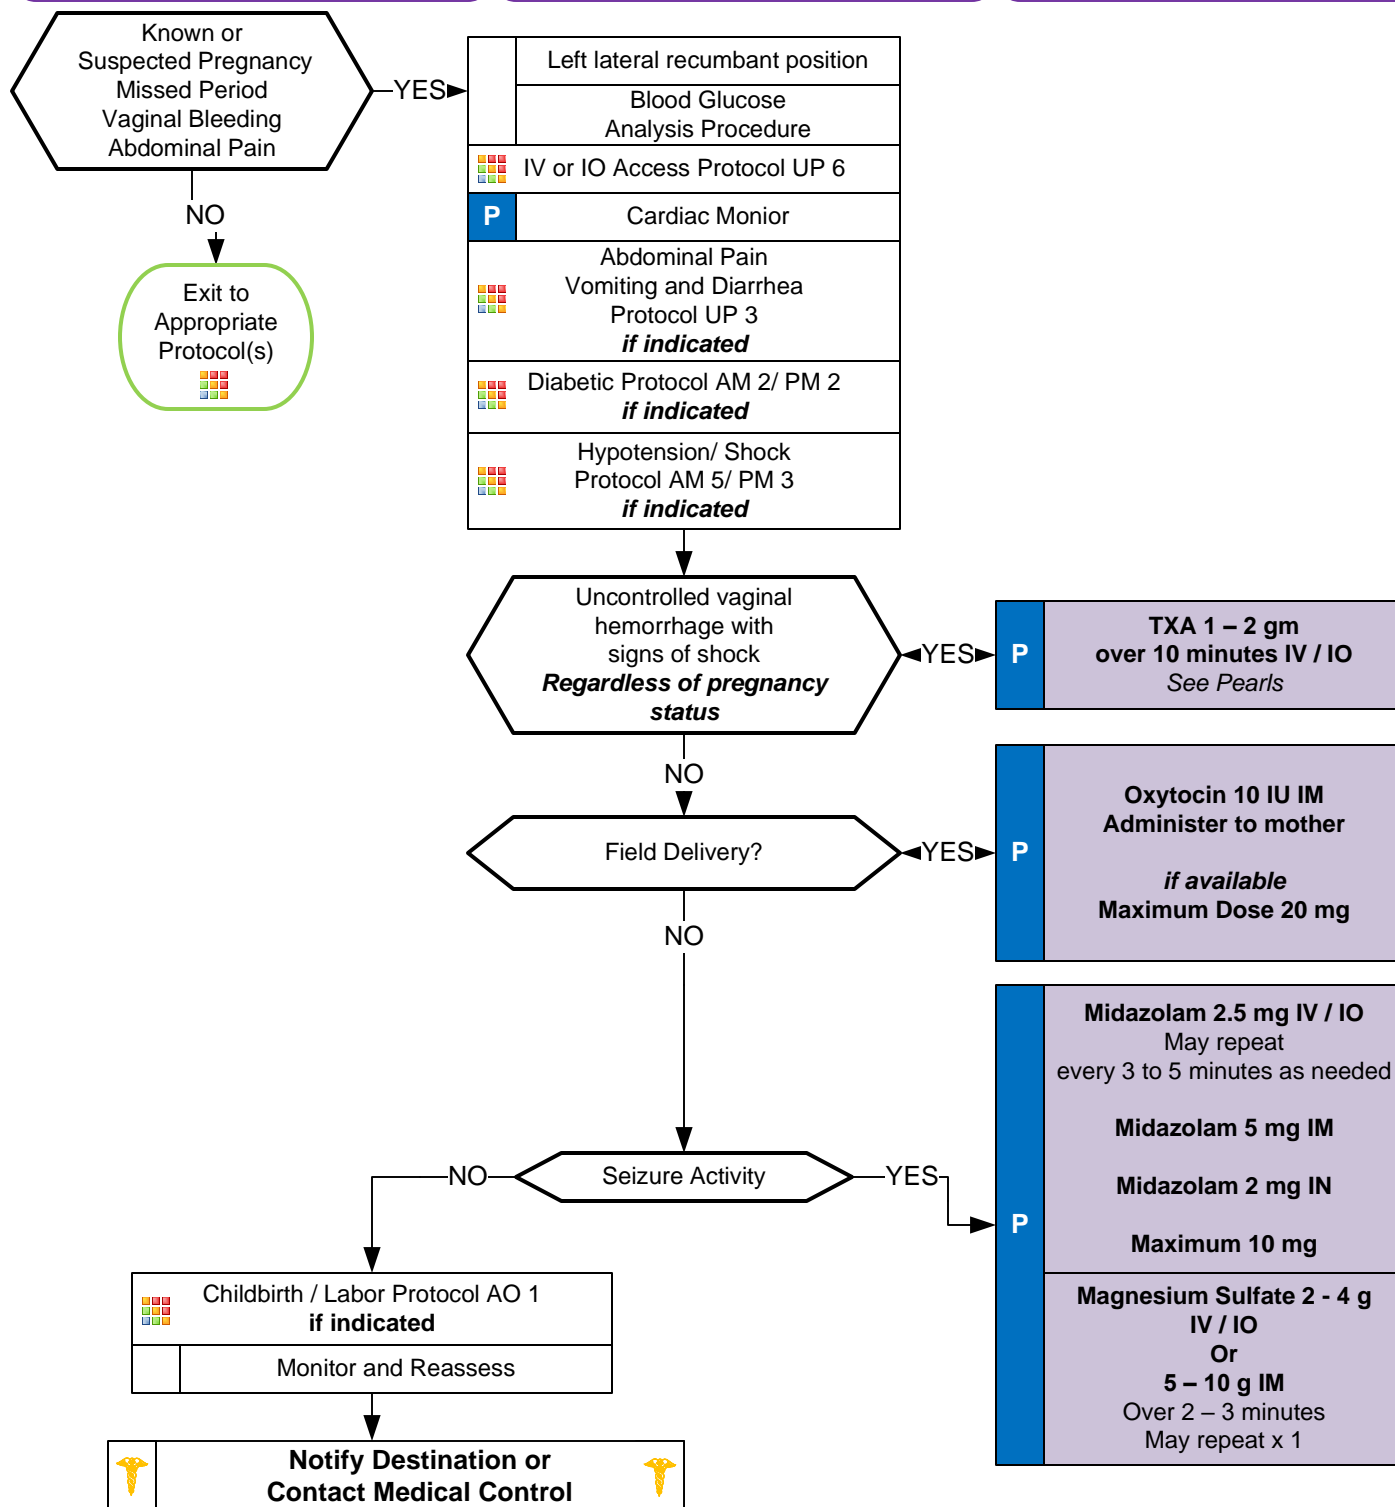 Known or
Suspected Pregnancy
Missed Period
Vaginal Bleeding
Abdominal Pain
YES
NO
Exit to
Appropriate
Protocol(s)
Left lateral recumbant position
Blood Glucose
Analysis Procedure
IV or IO Access Protocol UP 6
P
Cardiac Monior
Abdominal Pain
Vomiting and Diarrhea
Protocol UP 3
if indicated
Diabetic Protocol AM 2/ PM 2
if indicated
Hypotension/ Shock
Protocol AM 5/ PM 3
if indicated
Uncontrolled vaginal
hemorrhage with
signs of shock
Regardless of pregnancy
status
YES
P
TXA 1 – 2 gm
over 10 minutes IV / IO
See Pearls
NO
Field Delivery?
YES
P
Oxytocin 10 IU IM
Administer to mother
if available
Maximum Dose 20 mg
NO
Seizure Activity
YES
P
Midazolam 2.5 mg IV / IO
May repeat
every 3 to 5 minutes as needed
Midazolam 5 mg IM
Midazolam 2 mg IN
Maximum 10 mg
Magnesium Sulfate 2 - 4 g
IV / IO
Or
5 – 10 g IM
Over 2 – 3 minutes
May repeat x 1
NO
Childbirth / Labor Protocol AO 1
if indicated
Monitor and Reassess
Notify Destination or
Contact Medical Control